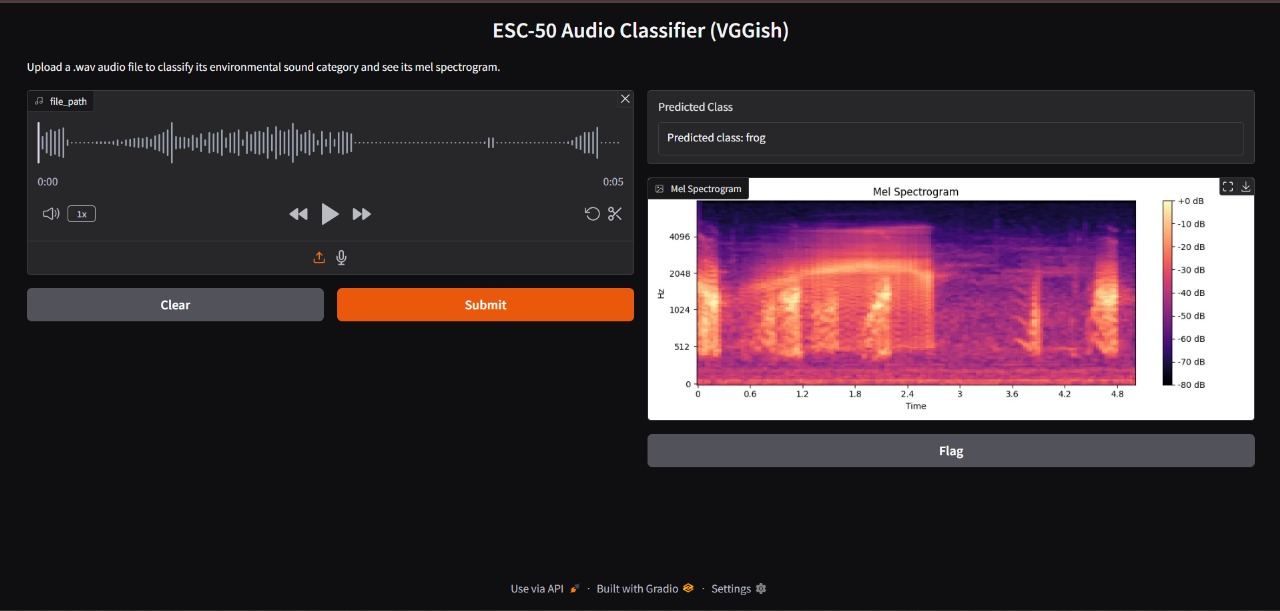 ESC-50 Audio Classifier (VGGish)
Upload a .wav audio file to classify its environmental sound category and see its mel spectrogram.
file_path
0:00
0:05
1x
Clear
Submit
Predicted Class
Predicted class: frog
Mel Spectrogram
Mel Spectrogram
4096
2048
1024
512
0
Hz
0
0.6
1.2
1.8
2.4
3
3.6
4.2
4.8
Time
+0 dB
-10 dB
-20 dB
-30 dB
-40 dB
-50 dB
-60 dB
-70 dB
-80 dB
Flag
Use via API · Built with Gradio · Settings